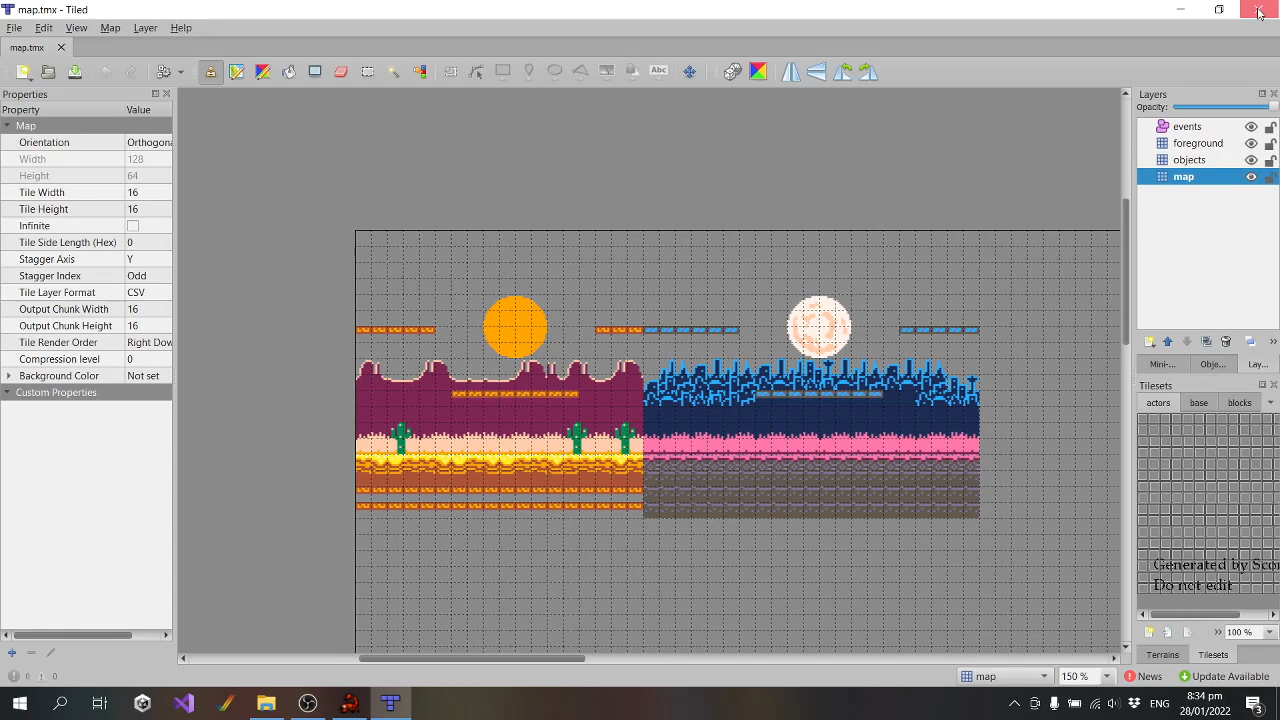 map.tmx - Tiled
File Edit View Map Layer Help
map.tmx
Abc
Properties
Property Value
Map
Orientation Orthogona
Width 128
Height 64
Tile Width 16
Tile Height 16
Infinite
Tile Side Length (Hex) 0
Stagger Axis Y
Stagger Index Odd
Tile Layer Format CSV
Output Chunk Width 16
Output Chunk Height 16
Tile Render Order Right Dow
Compression level 0
Background Color Not set
Custom Properties
0 0
Layers
Opacity:
events
foreground
objects
map
Mini-... Obje... Lay...
Tilesets
actors base blocks
Generated by Scor
Do not edit
100 %
Terrains Tilesets
map 150 % News Update Available
ENG 8:34 pm
28/01/2022
3